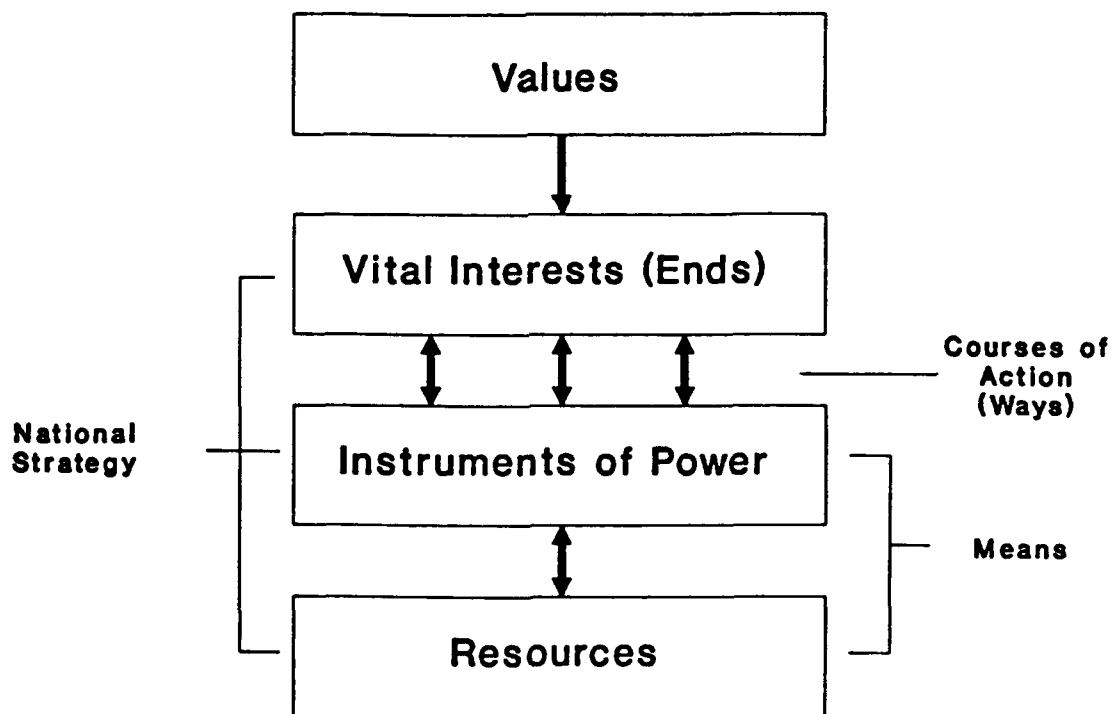 Values
Vital Interests (Ends)
Courses of
Action
(Ways)
National
Strategy
Instruments of Power
Means
Resources